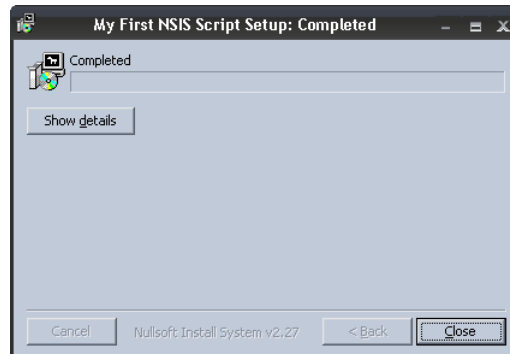 My First NSIS Script Setup: Completed
Completed
Show details
Cancel
Nullsoft Install System v2.27
< Back
Close